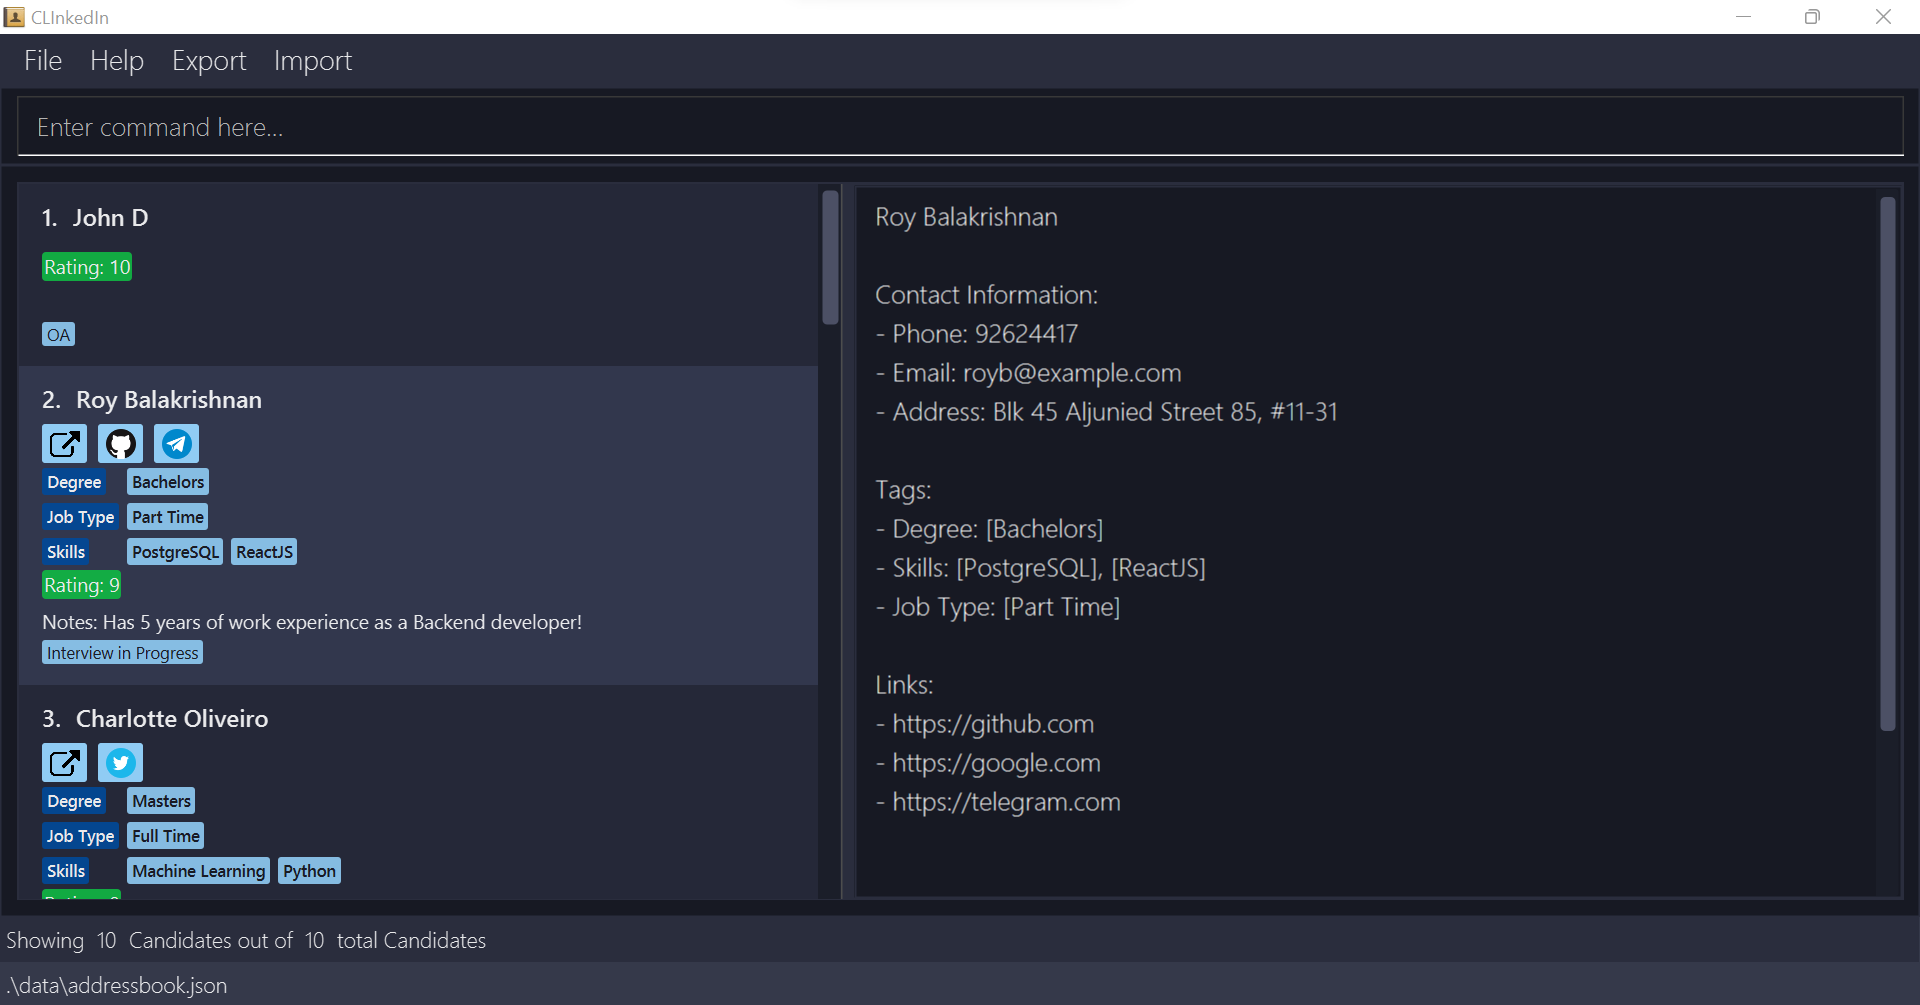 CLInkedIn
File Help Export Import
Enter command here...
1. John D
Rating: 10
OA
2. Roy Balakrishnan
Degree Bachelors
Job Type Part Time
Skills PostgreSQL ReactJS
Rating: 9
Notes: Has 5 years of work experience as a Backend developer!
Interview in Progress
3. Charlotte Oliveiro
Degree Masters
Job Type Full Time
Skills Machine Learning Python
Roy Balakrishnan
Contact Information:
- Phone: 92624417
- Email: royb@example.com
- Address: Blk 45 Aljunied Street 85, #11-31
Tags:
- Degree: [Bachelors]
- Skills: [PostgreSQL], [ReactJS]
- Job Type: [Part Time]
Links:
- https://github.com
- https://google.com
- https://telegram.com
Showing 10 Candidates out of 10 total Candidates
.\data\addressbook.json